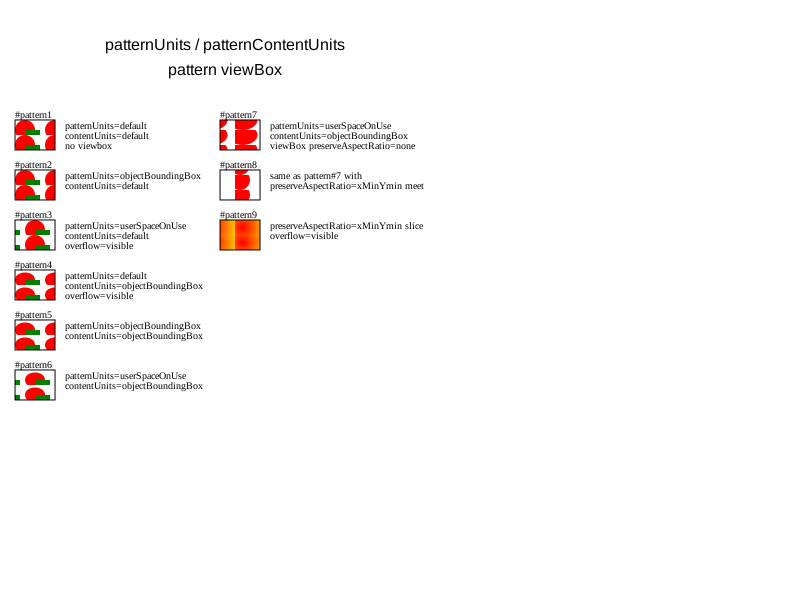 patternUnits / patternContentUnits
pattern viewBox
#pattern1
patternUnits=default
contentUnits=default
no viewbox
#pattern2
patternUnits=objectBoundingBox
contentUnits=default
#pattern3
patternUnits=userSpaceOnUse
contentUnits=default
overflow=visible
#pattern4
patternUnits=default
contentUnits=objectBoundingBox
overflow=visible
#pattern5
patternUnits=objectBoundingBox
contentUnits=objectBoundingBox
#pattern6
patternUnits=userSpaceOnUse
contentUnits=objectBoundingBox
#pattern7
patternUnits=userSpaceOnUse
contentUnits=objectBoundingBox
viewBox preserveAspectRatio=none
#pattern8
same as pattern#7 with
preserveAspectRatio=xMinYmin meet
#pattern9
preserveAspectRatio=xMinYmin slice
overflow=visible